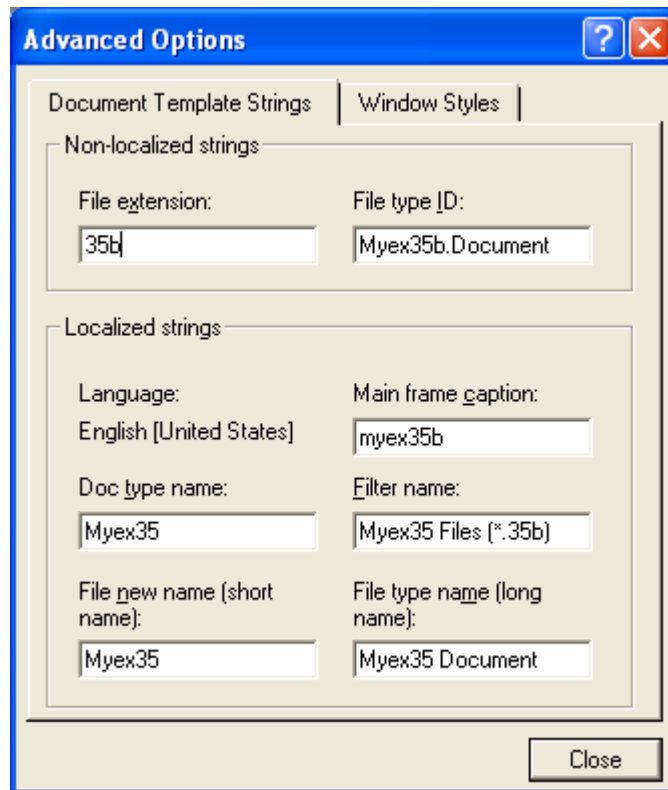 Advanced Options
Document Template Strings
Window Styles
Non-localized strings
File extension:
File type ID:
35b
Myex35b.Document
Localized strings
Language:
Main frame caption:
English [United States]
myex35b
Doc type name:
Filter name:
Myex35
Myex35 Files (*.35b)
File new name (short
name):
File type name (long
name):
Myex35
Myex35 Document
Close